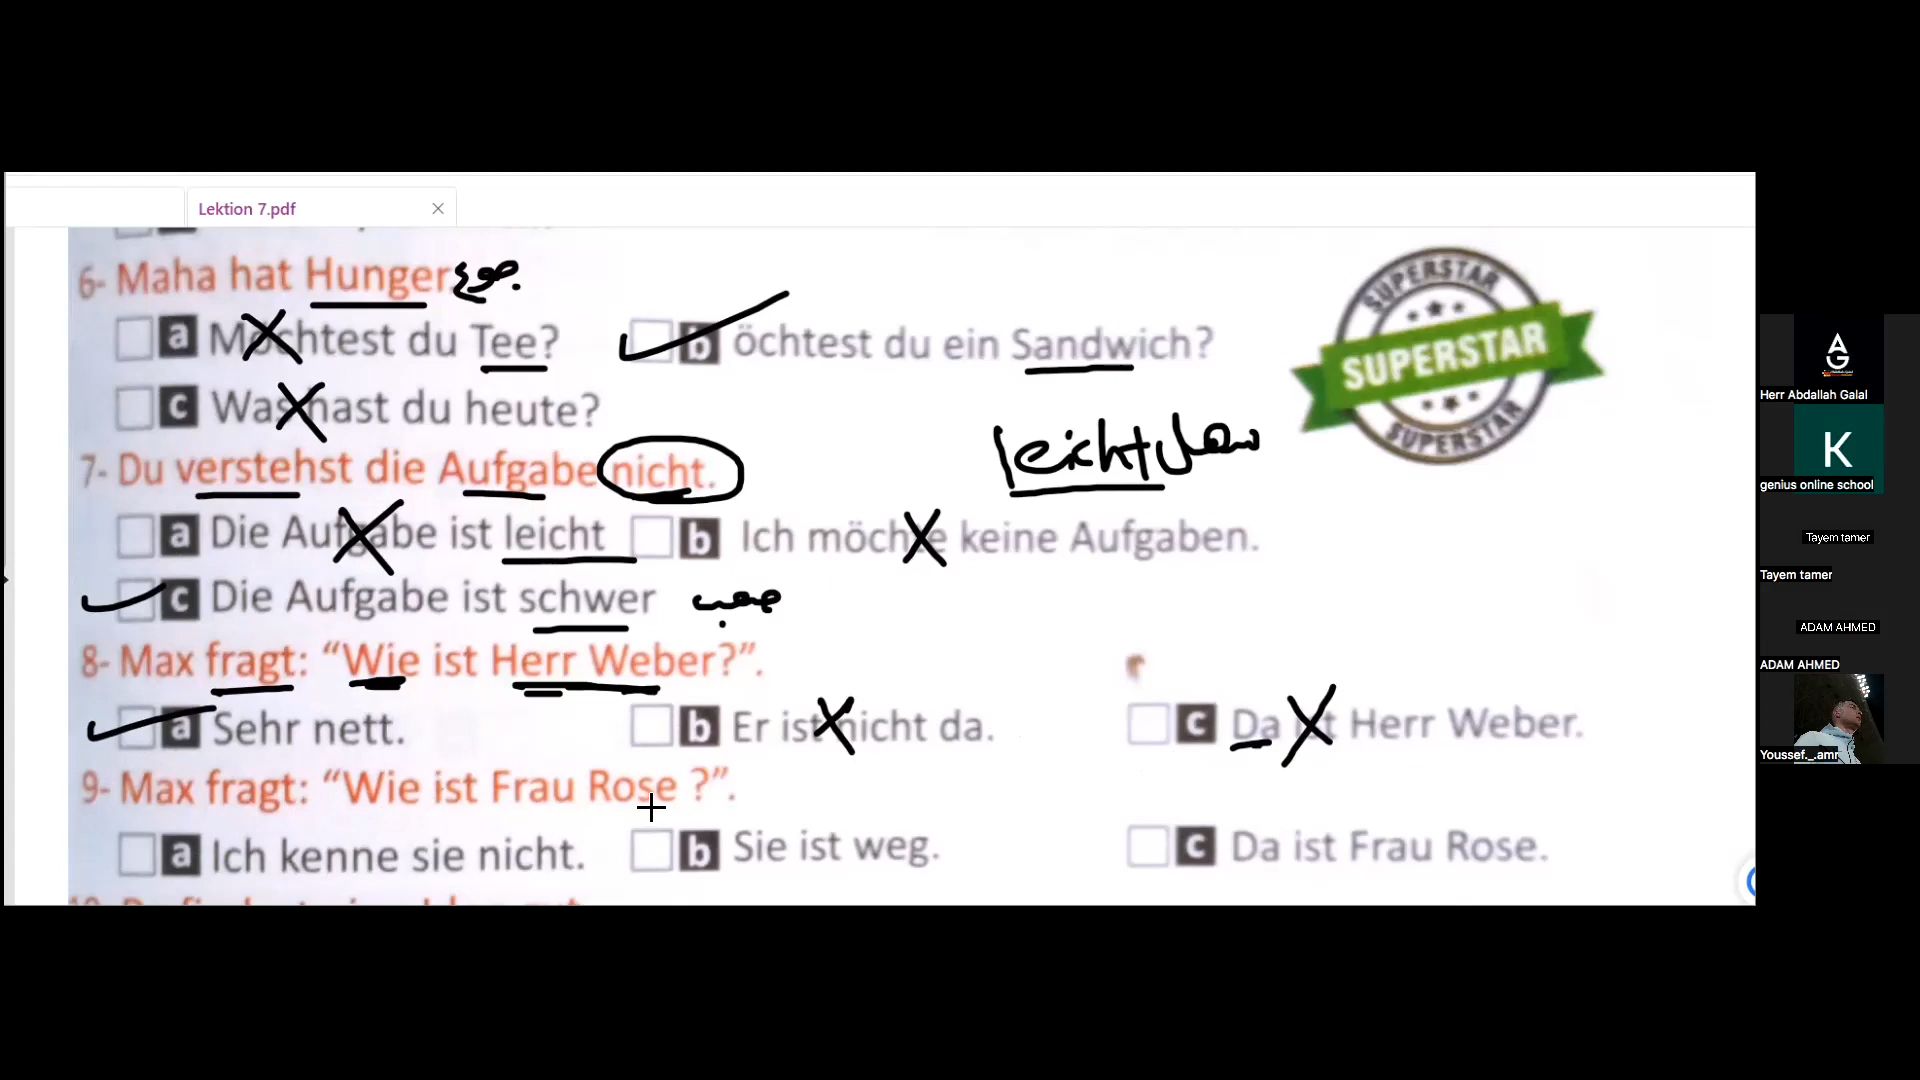 Lektion 7.pdf
6- Maha hat Hunger. جوع
a Möchtest du Tee? b öchtest du ein Sandwich?
c Was hast du heute?
SUPERSTAR
SUPERSTAR
SUPERSTAR
7- Du verstehst die Aufgabe nicht. leicht سهل
a Die Aufgabe ist leicht b Ich möchte keine Aufgaben.
c Die Aufgabe ist schwer صعب
8- Max fragt: “Wie ist Herr Weber?”.
a Sehr nett. b Er ist nicht da. c Da ist Herr Weber.
9- Max fragt: “Wie ist Frau Rose ?”.
a Ich kenne sie nicht. b Sie ist weg. c Da ist Frau Rose.
AG
Herr Abdallah Galal
K
genius online school
Tayem tamer
Tayem tamer
ADAM AHMED
ADAM AHMED
Youssef._.amr